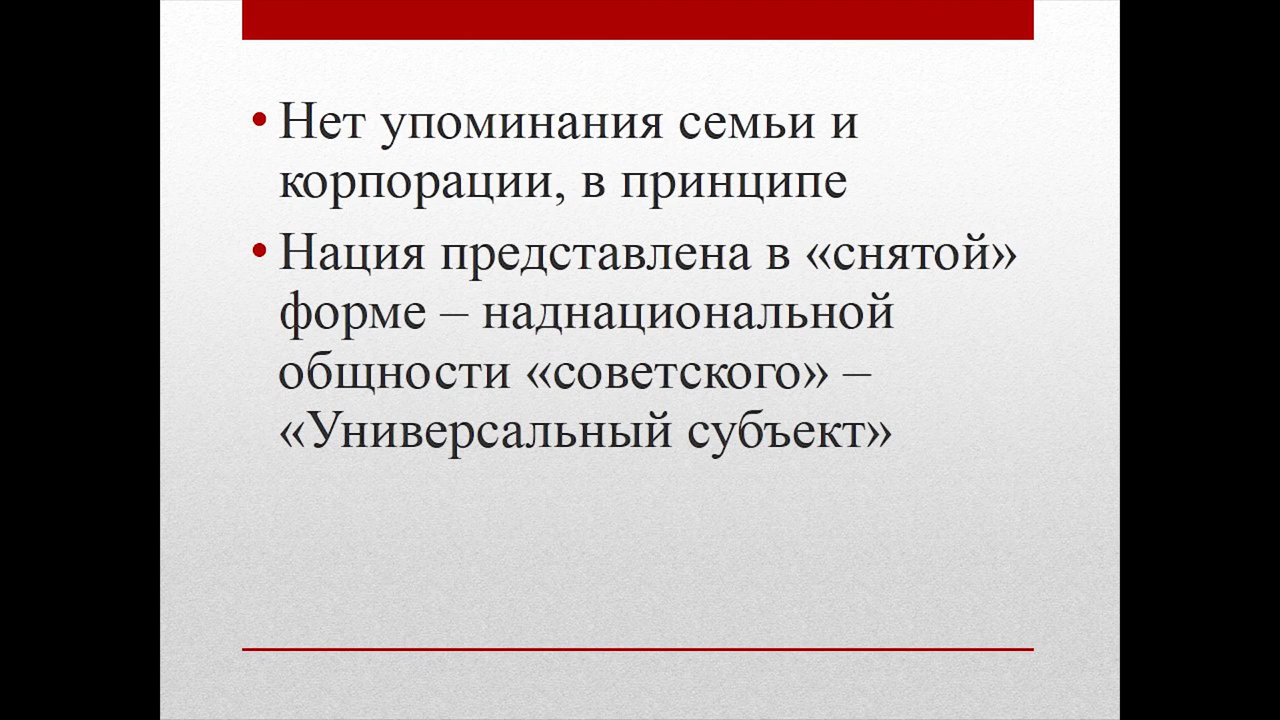 • Нет упоминания семьи и
корпорации, в принципе
• Нация представлена в «снятой»
форме – наднациональной
общности «советского» –
«Универсальный субъект»